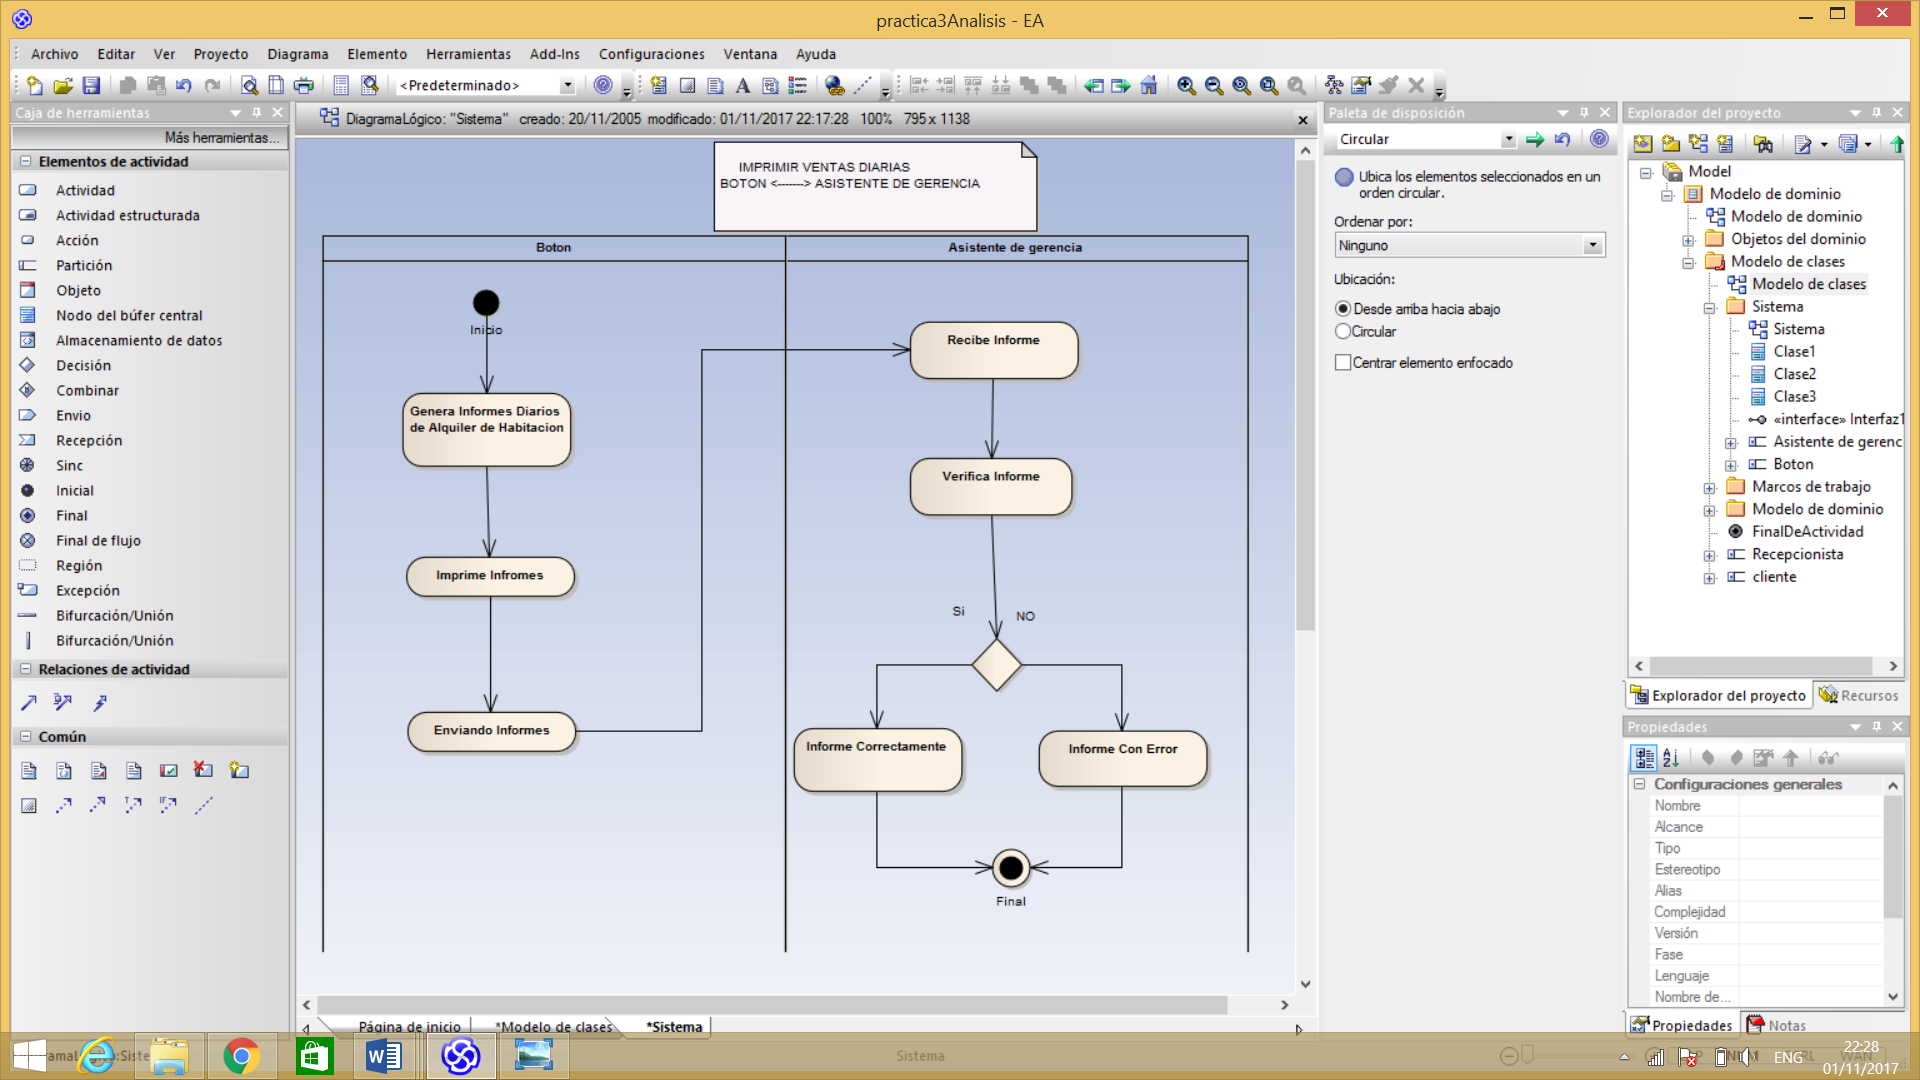 practica3Analisis - EA
Archivo Editar Ver Proyecto Diagrama Elemento Herramientas Add-Ins Configuraciones Ventana Ayuda
<Predeterminado>
Caja de herramientas
Más herramientas...
Elementos de actividad
Actividad
Actividad estructurada
Acción
Partición
Objeto
Nodo del búfer central
Almacenamiento de datos
Decisión
Combinar
Envio
Recepción
Sinc
Inicial
Final
Final de flujo
Región
Excepción
Bifurcación/Unión
Bifurcación/Unión
Relaciones de actividad
Común
DiagramaLógico: "Sistema" creado: 20/11/2005 modificado: 01/11/2017 22:17:28 100% 795 x 1138
IMPRIMIR VENTAS DIARIAS
BOTON <-------> ASISTENTE DE GERENCIA
Boton
Asistente de gerencia
Inicio
Genera Informes Diarios
de Alquiler de Habitacion
Imprime Infromes
Enviando Informes
Recibe Informe
Verifica Informe
Si
NO
Informe Correctamente
Informe Con Error
Final
Página de inicio
*Modelo de clases
*Sistema
Paleta de disposición
Circular
Ubica los elementos seleccionados en un
orden circular.
Ordenar por:
Ninguno
Ubicación:
Desde arriba hacia abajo
Circular
Centrar elemento enfocado
Explorador del proyecto
Model
Modelo de dominio
Modelo de dominio
Objetos del dominio
Modelo de clases
Modelo de clases
Sistema
Sistema
Clase1
Clase2
Clase3
«interface» Interfaz1
Asistente de gerenc
Boton
Marcos de trabajo
Modelo de dominio
FinalDeActividad
Recepcionista
cliente
Explorador del proyecto
Recursos
Propiedades
Configuraciones generales
Nombre
Alcance
Tipo
Estereotipo
Alias
Complejidad
Versión
Fase
Lenguaje
Nombre de...
Propiedades
Notas
Sistema
ENG
22:28
01/11/2017